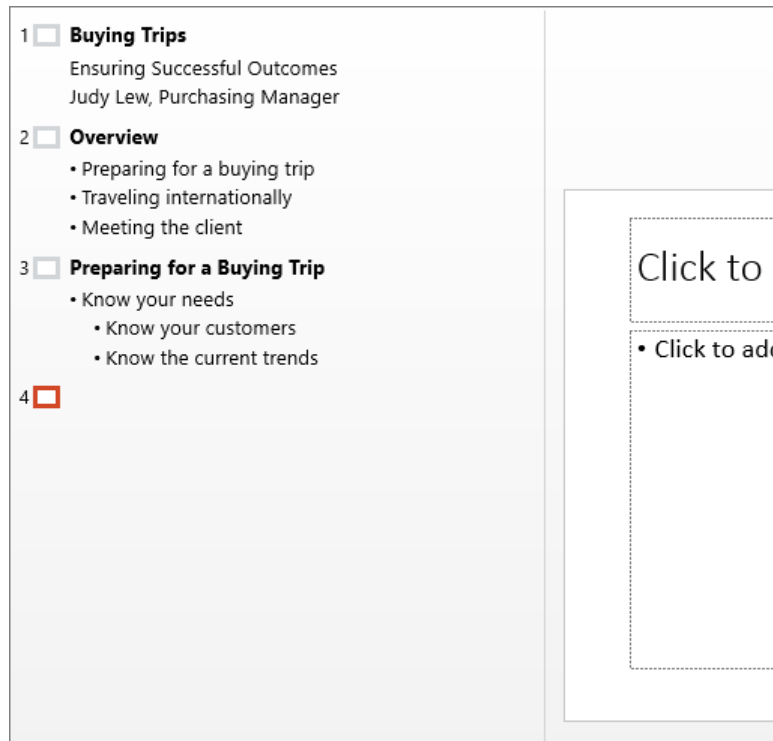 1 Buying Trips
Ensuring Successful Outcomes
Judy Lew, Purchasing Manager
2 Overview
• Preparing for a buying trip
• Traveling internationally
• Meeting the client
3 Preparing for a Buying Trip
• Know your needs
• Know your customers
• Know the current trends
4
Click to
• Click to add